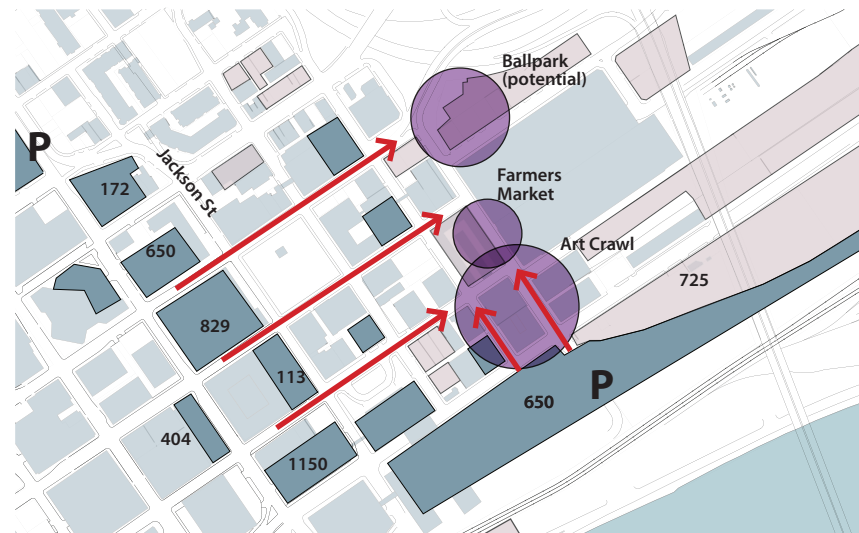 Ballpark
(potential)
P
Jackson St
172
Farmers
Market
650
Art Crawl
725
829
113
P
650
404
1150